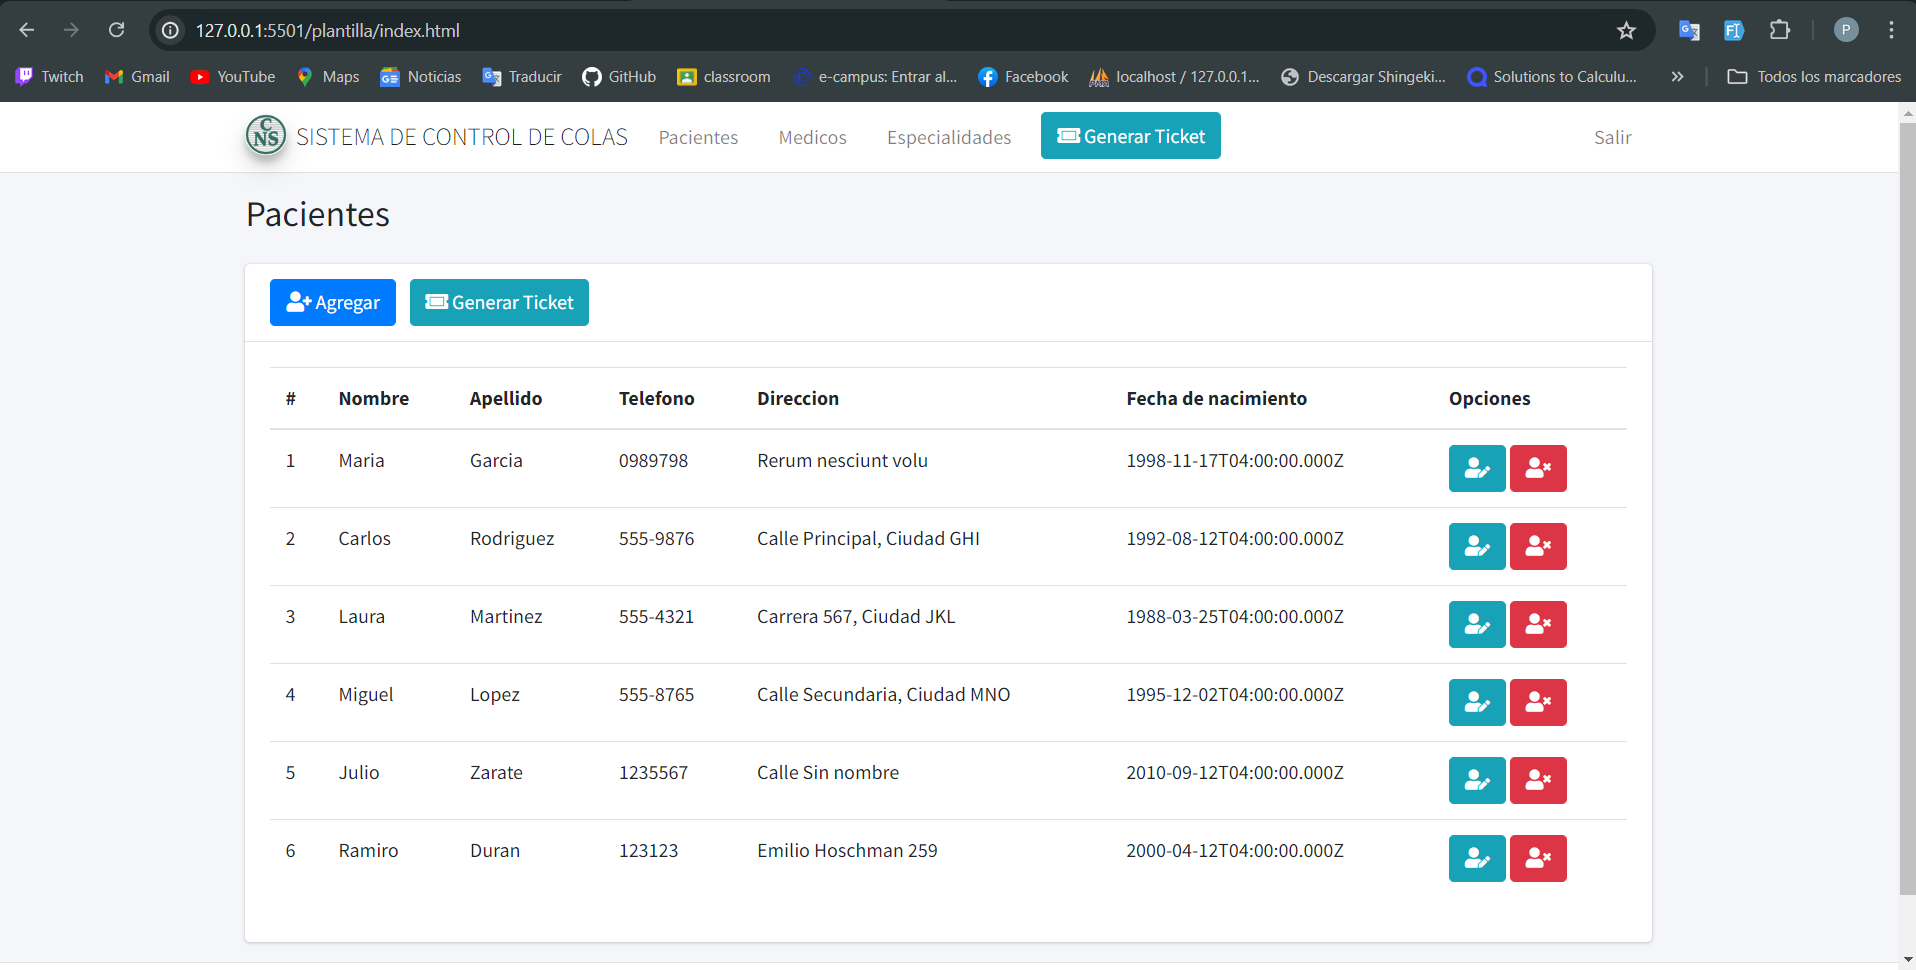 127.0.0.1:5501/plantilla/index.html
P
Twitch Gmail YouTube Maps Noticias Traducir GitHub classroom e-campus: Entrar al... Facebook localhost / 127.0.0.1... Descargar Shingeki... Solutions to Calculu... » Todos los marcadores
CNS SISTEMA DE CONTROL DE COLAS Pacientes Medicos Especialidades Generar Ticket Salir
Pacientes
Agregar Generar Ticket
# Nombre Apellido Telefono Direccion Fecha de nacimiento Opciones
1 Maria Garcia 0989798 Rerum nesciunt volu 1998-11-17T04:00:00.000Z
2 Carlos Rodriguez 555-9876 Calle Principal, Ciudad GHI 1992-08-12T04:00:00.000Z
3 Laura Martinez 555-4321 Carrera 567, Ciudad JKL 1988-03-25T04:00:00.000Z
4 Miguel Lopez 555-8765 Calle Secundaria, Ciudad MNO 1995-12-02T04:00:00.000Z
5 Julio Zarate 1235567 Calle Sin nombre 2010-09-12T04:00:00.000Z
6 Ramiro Duran 123123 Emilio Hoschman 259 2000-04-12T04:00:00.000Z